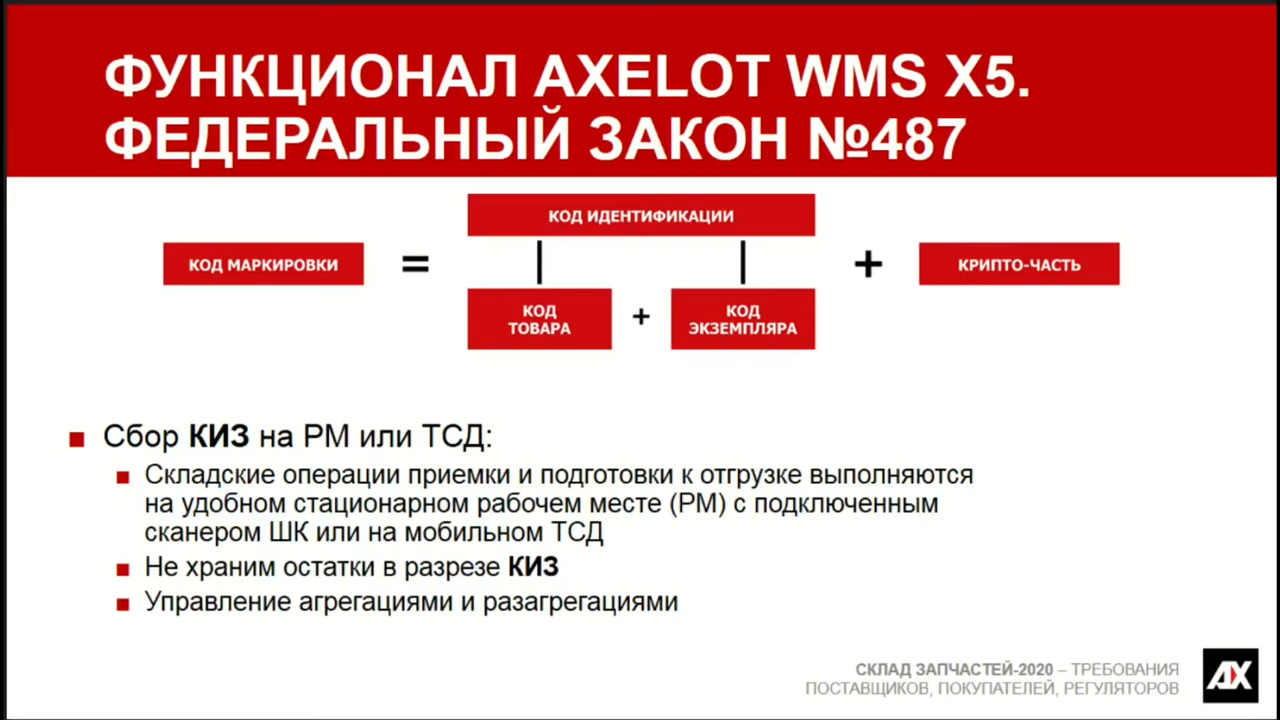 ФУНКЦИОНАЛ AXELOT WMS X5.
ФЕДЕРАЛЬНЫЙ ЗАКОН №487
КОД ИДЕНТИФИКАЦИИ
КОД МАРКИРОВКИ
=
+
КРИПТО-ЧАСТЬ
КОД
ТОВАРА
+
КОД
ЭКЗЕМПЛЯРА
Сбор КИЗ на РМ или ТСД:
Складские операции приемки и подготовки к отгрузке выполняются
на удобном стационарном рабочем месте (РМ) с подключенным
сканером ШК или на мобильном ТСД
Не храним остатки в разрезе КИЗ
Управление агрегациями и разагрегациями
СКЛАД ЗАПЧАСТЕЙ-2020 – ТРЕБОВАНИЯ
ПОСТАВЩИКОВ, ПОКУПАТЕЛЕЙ, РЕГУЛЯТОРОВ
AX